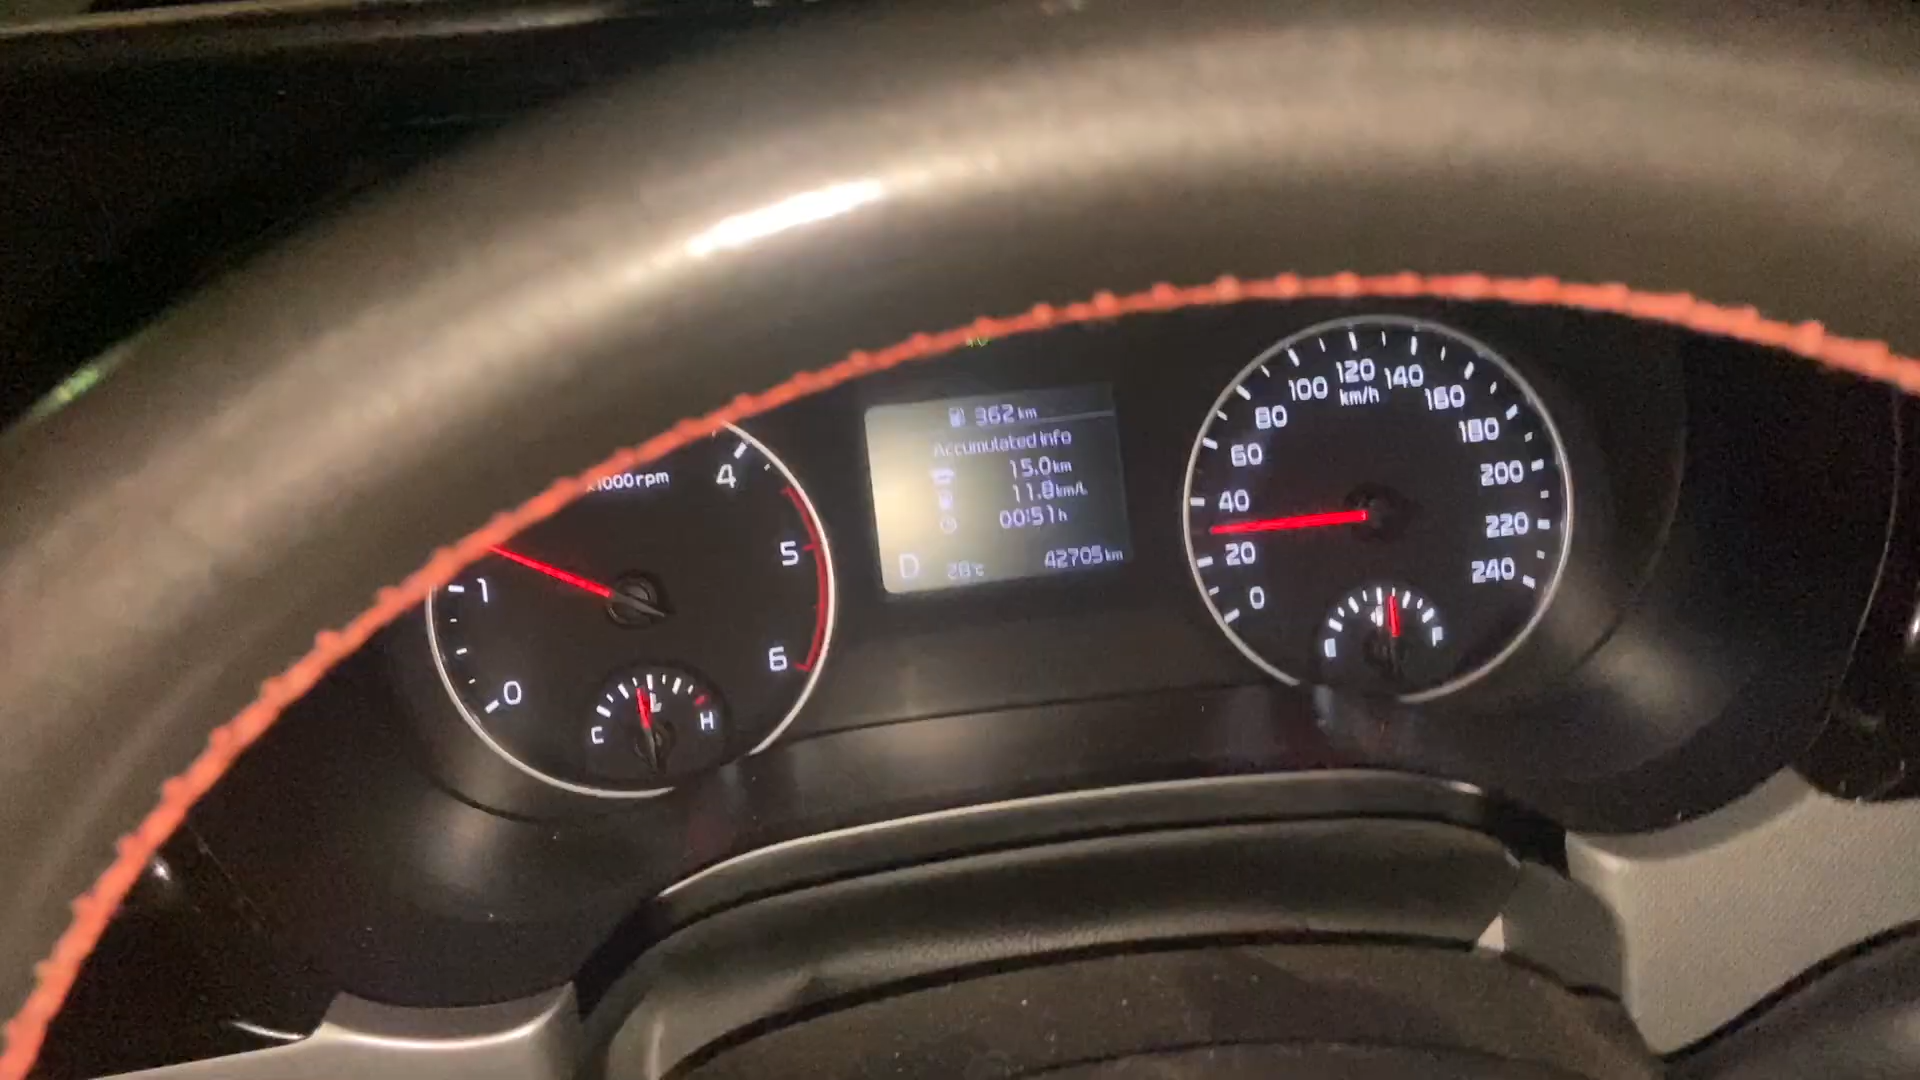 362 km
Accumulated Info
15.0 km
11.8 km/L
00:51 h
D 28°C 42705 km
x1000rpm
0
1
4
5
6
C H
0
20
40
60
80
100
120
140
160
180
200
220
240
km/h
E F